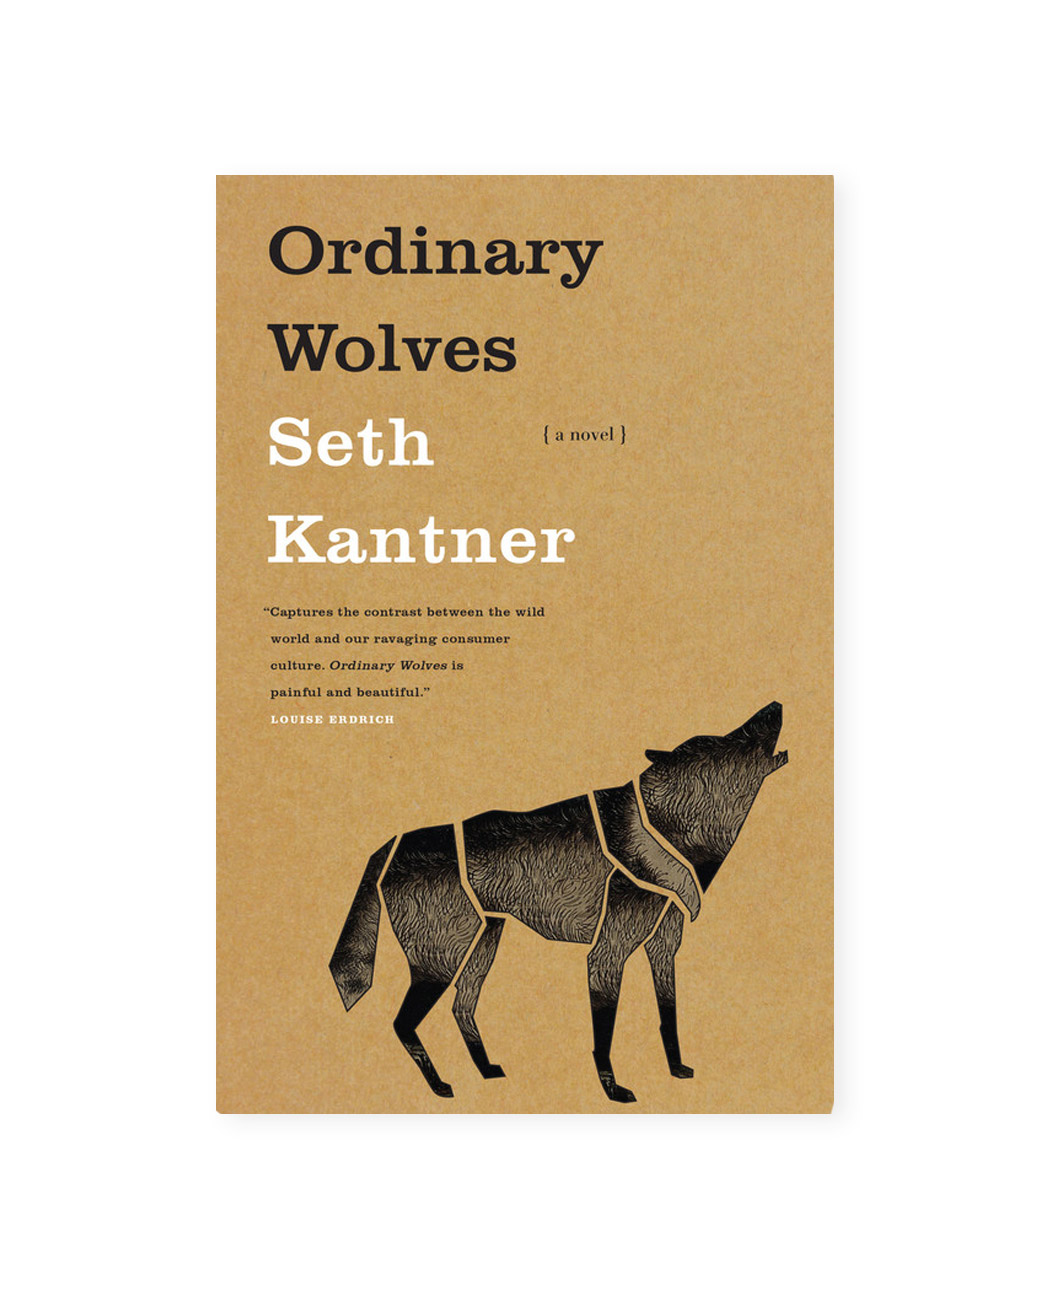 Ordinary
Wolves
Seth
{ a novel }
Kantner
“Captures the contrast between the wild
world and our ravaging consumer
culture. Ordinary Wolves is
painful and beautiful.”
LOUISE ERDRICH